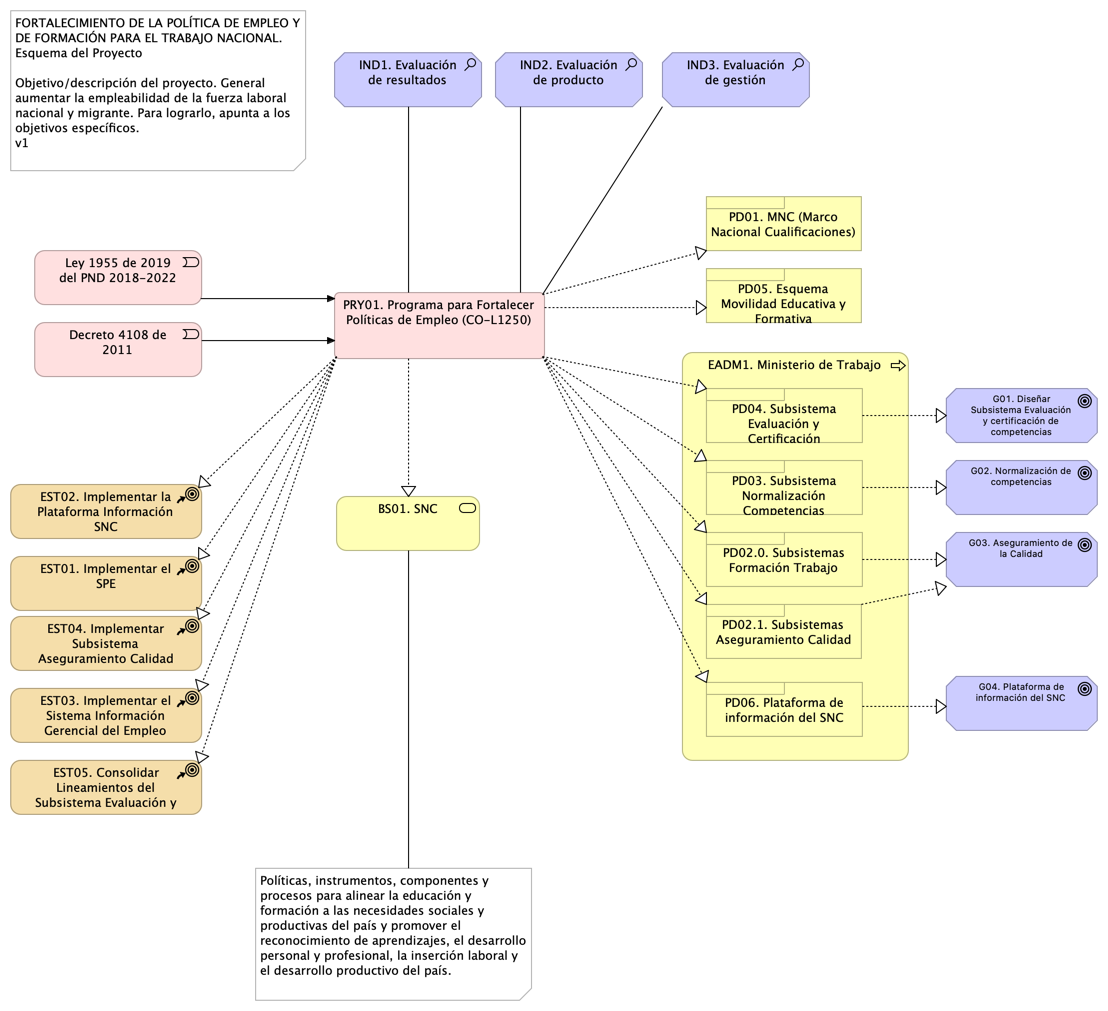 FORTALECIMIENTO DE LA POLÍTICA DE EMPLEO Y
DE FORMACIÓN PARA EL TRABAJO NACIONAL.
Esquema del Proyecto
Objetivo/descripción del proyecto. General
aumentar la empleabilidad de la fuerza laboral
nacional y migrante. Para lograrlo, apunta a los
objetivos específicos.
v1
IND1. Evaluación
de resultados
IND2. Evaluación
de producto
IND3. Evaluación
de gestión
Ley 1955 de 2019
del PND 2018-2022
Decreto 4108 de
2011
PRY01. Programa para Fortalecer
Políticas de Empleo (CO-L1250)
PD01. MNC (Marco
Nacional Cualificaciones)
PD05. Esquema
Movilidad Educativa y
Formativa
EADM1. Ministerio de Trabajo
PD04. Subsistema
Evaluación y
Certificación
PD03. Subsistema
Normalización
Competencias
PD02.0. Subsistemas
Formación Trabajo
PD02.1. Subsistemas
Aseguramiento Calidad
PD06. Plataforma de
información del SNC
G01. Diseñar
Subsistema Evaluación
y certificación de
competencias
G02. Normalización de
competencias
G03. Aseguramiento de
la Calidad
G04. Plataforma de
información del SNC
EST02. Implementar la
Plataforma Información
SNC
EST01. Implementar el
SPE
EST04. Implementar
Subsistema
Aseguramiento Calidad
EST03. Implementar el
Sistema Información
Gerencial del Empleo
EST05. Consolidar
Lineamientos del
Subsistema Evaluación y
BS01. SNC
Políticas, instrumentos, componentes y
procesos para alinear la educación y
formación a las necesidades sociales y
productivas del país y promover el
reconocimiento de aprendizajes, el desarrollo
personal y profesional, la inserción laboral y
el desarrollo productivo del país.